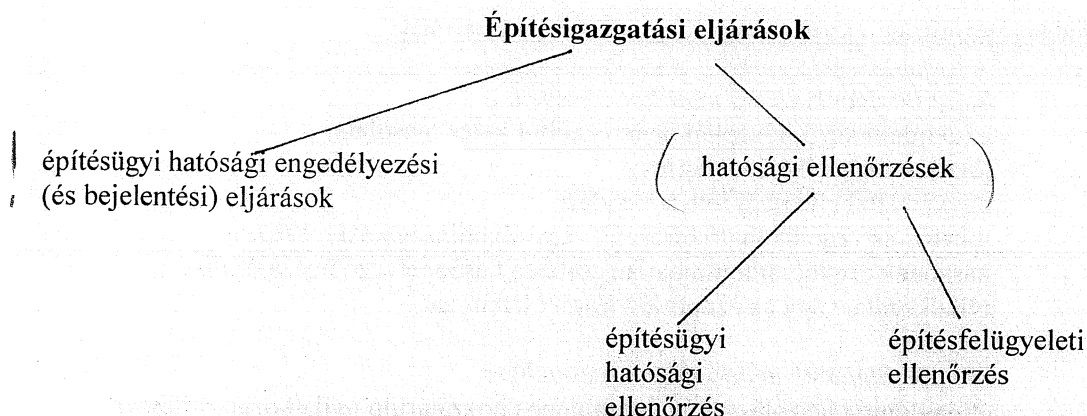 Építésigazgatási eljárások
építésügyi hatósági engedélyezési
(és bejelentési) eljárások
( hatósági ellenőrzések )
építésügyi
hatósági
ellenőrzés
építésfelügyeleti
ellenőrzés